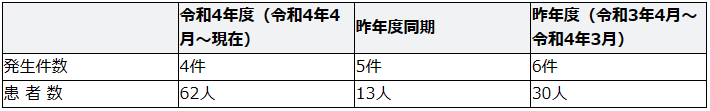 令和4年度（令和4年4
月～現在）
昨年度同期
昨年度（令和3年4月～
令和4年3月）
発生件数 4件 5件 6件
患 者 数 62人 13人 30人